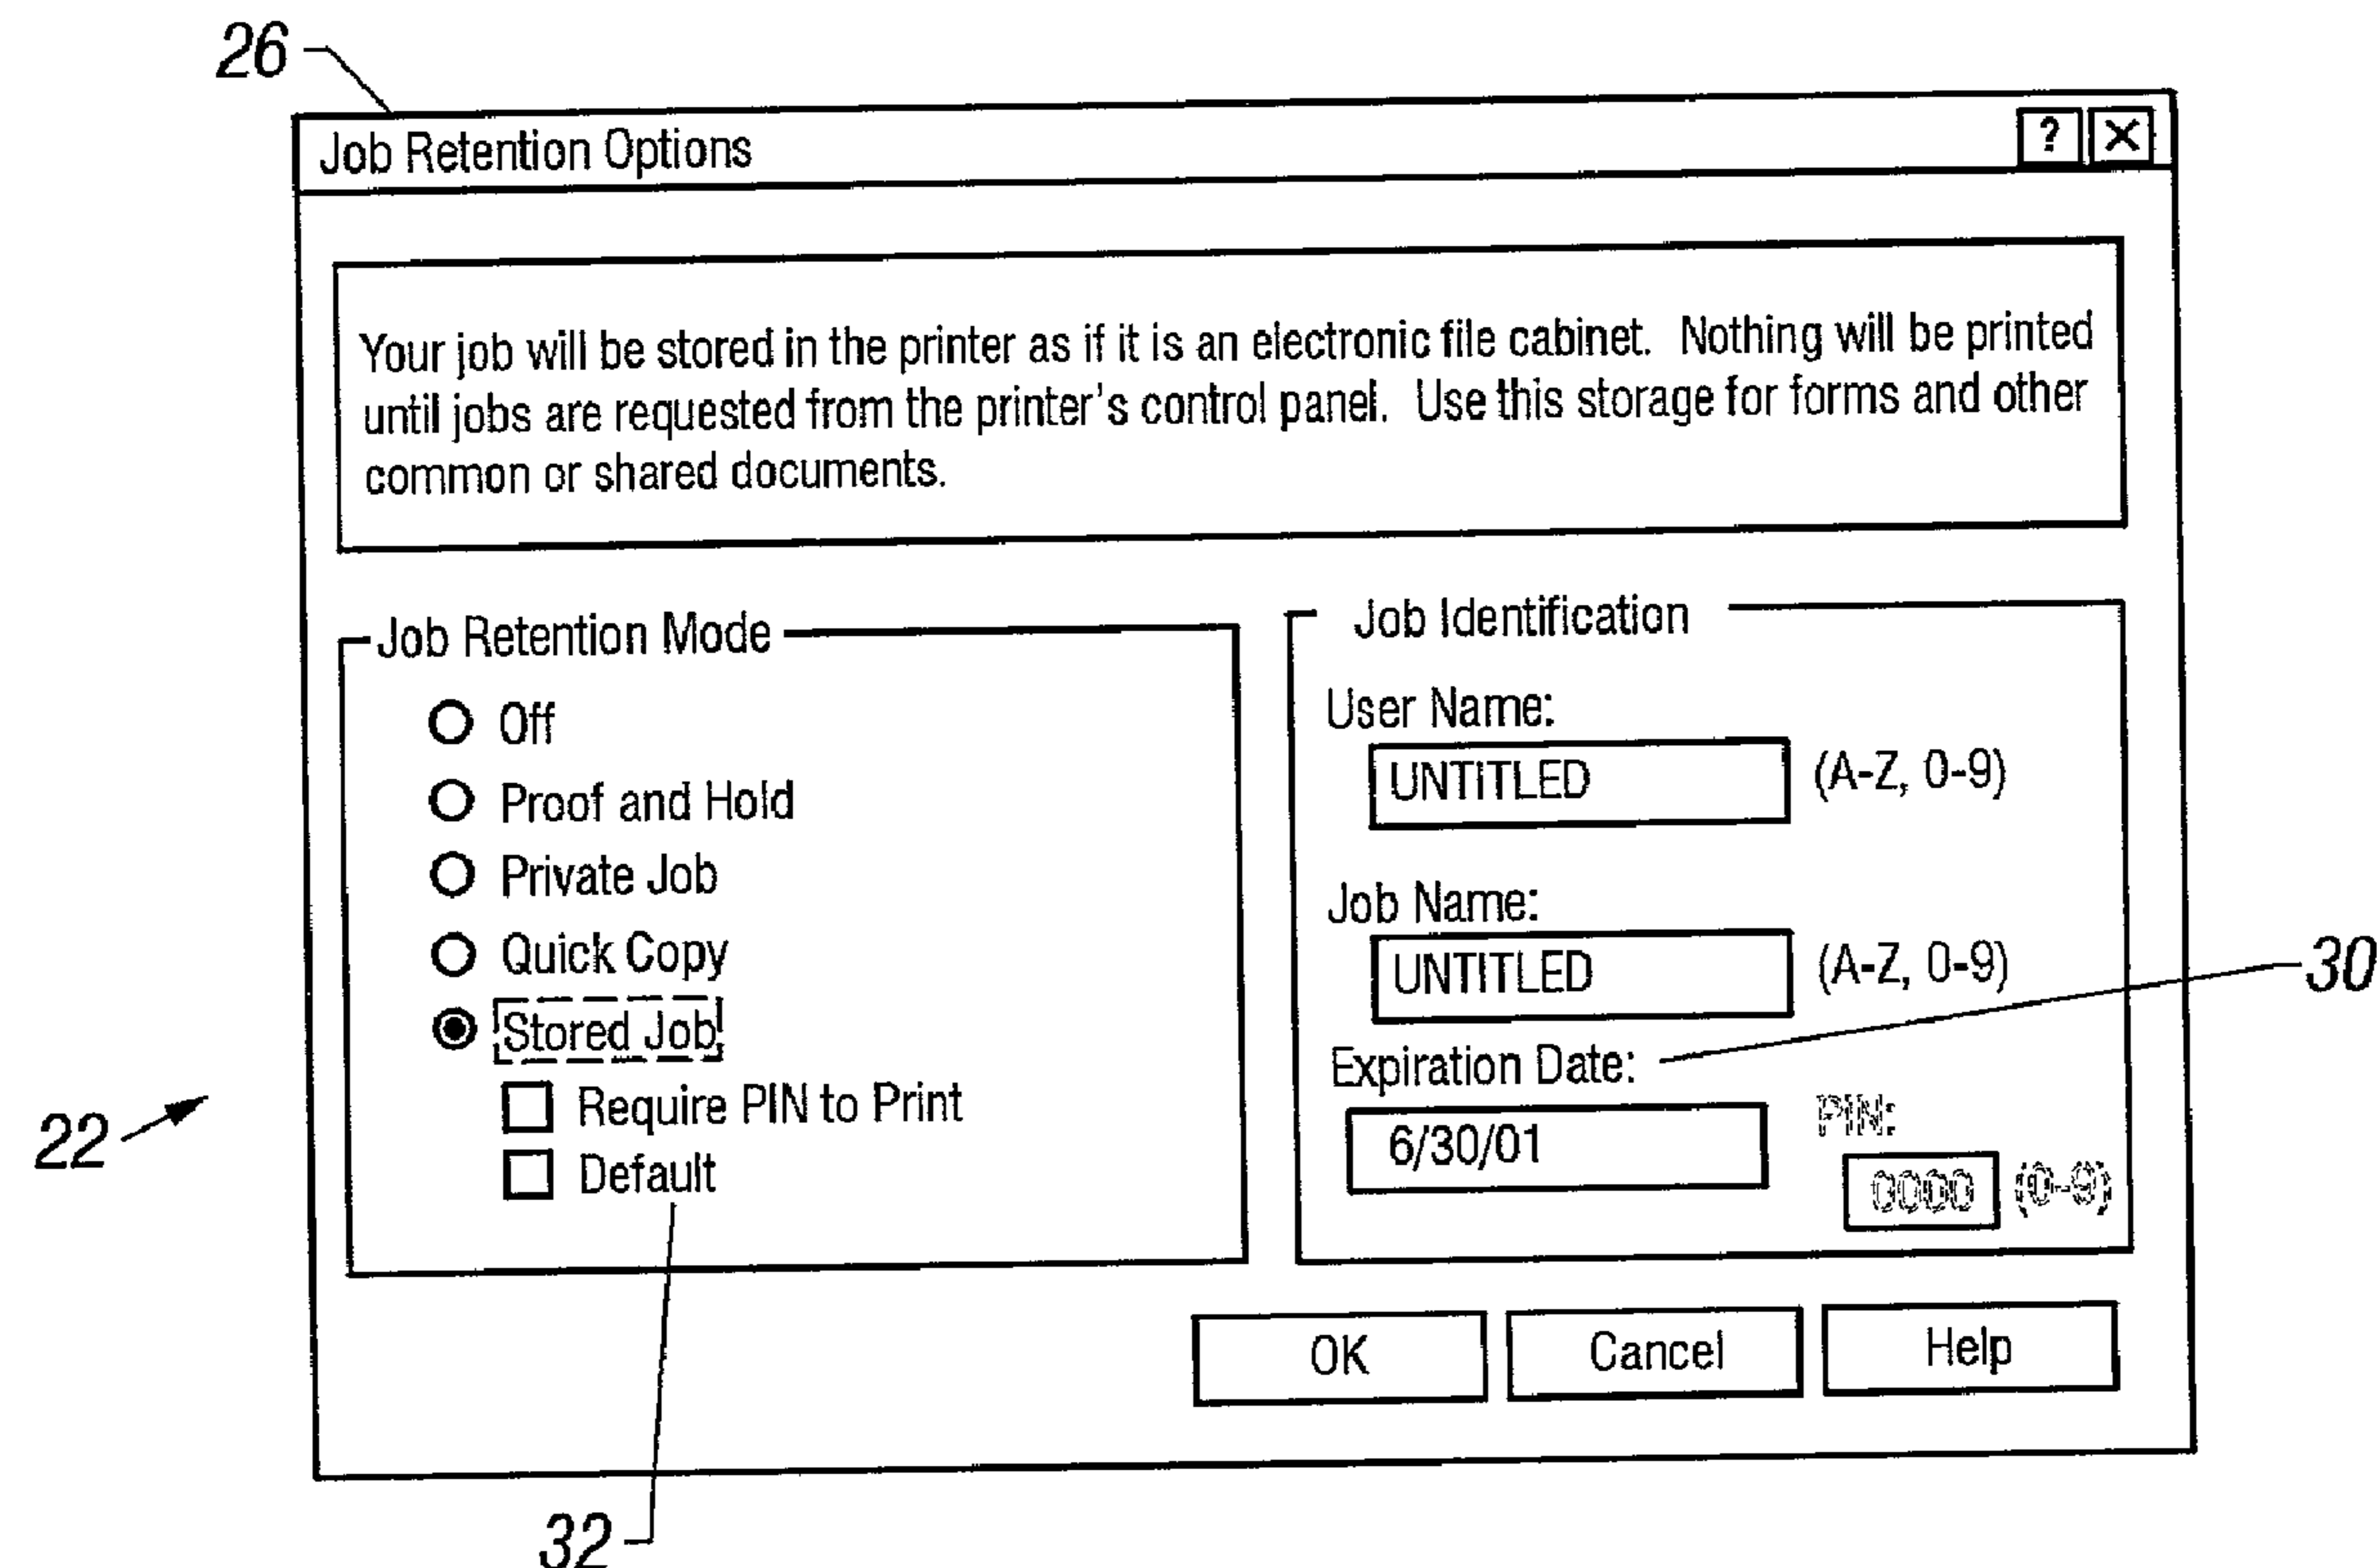 26
Job Retention Options
? X
Your job will be stored in the printer as if it is an electronic file cabinet. Nothing will be printed
until jobs are requested from the printer's control panel. Use this storage for forms and other
common or shared documents.
Job Retention Mode
Off
Proof and Hold
Private Job
Quick Copy
Stored Job
Require PIN to Print
Default
Job Identification
User Name:
UNTITLED (A-Z, 0-9)
Job Name:
UNTITLED (A-Z, 0-9)
Expiration Date:
6/30/01
PIN:
0000 (0-9)
OK Cancel Help
22
30
32